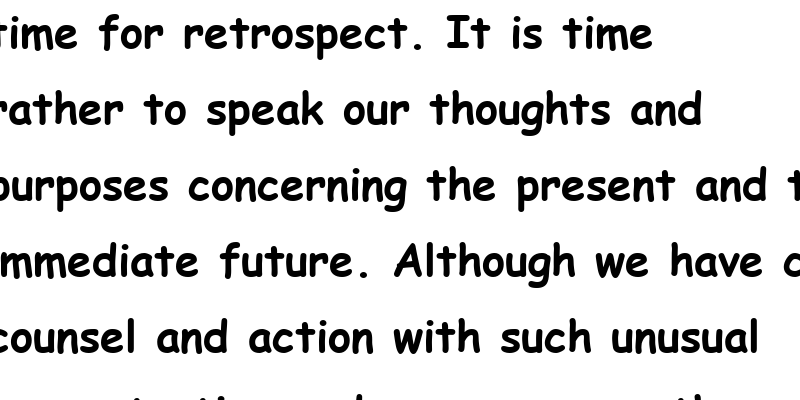 time for retrospect. It is time
rather to speak our thoughts and
purposes concerning the present and
immediate future. Although we have
counsel and action with such unusual